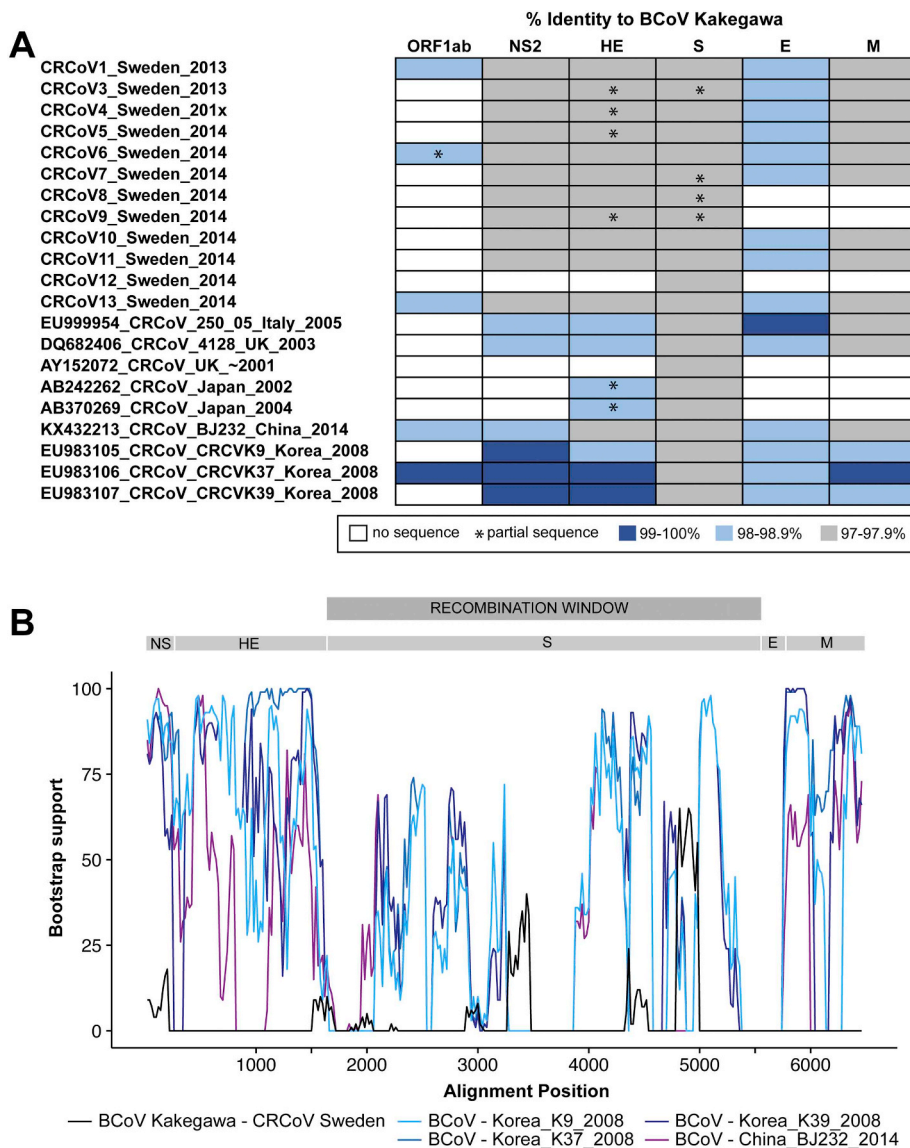 A
% Identity to BCoV Kakegawa
ORF1ab NS2 HE S E M
CRCoV1_Sweden_2013
CRCoV3_Sweden_2013 * *
CRCoV4_Sweden_201x *
CRCoV5_Sweden_2014 *
CRCoV6_Sweden_2014 *
CRCoV7_Sweden_2014 *
CRCoV8_Sweden_2014 *
CRCoV9_Sweden_2014 * *
CRCoV10_Sweden_2014
CRCoV11_Sweden_2014
CRCoV12_Sweden_2014
CRCoV13_Sweden_2014
EU999954_CRCoV_250_05_Italy_2005
DQ682406_CRCoV_4128_UK_2003
AY152072_CRCoV_UK_~2001
AB242262_CRCoV_Japan_2002 *
AB370269_CRCoV_Japan_2004 *
KX432213_CRCoV_BJ232_China_2014
EU983105_CRCoV_CRCVK9_Korea_2008
EU983106_CRCoV_CRCVK37_Korea_2008
EU983107_CRCoV_CRCVK39_Korea_2008
no sequence * partial sequence 99-100% 98-98.9% 97-97.9%
B
RECOMBINATION WINDOW
NS HE S E M
Bootstrap support
100
75
50
25
0
1000 2000 3000 4000 5000 6000
Alignment Position
BCoV Kakegawa - CRCoV Sweden BCoV - Korea_K9_2008 BCoV - Korea_K39_2008
BCoV - Korea_K37_2008 BCoV - China_BJ232_2014